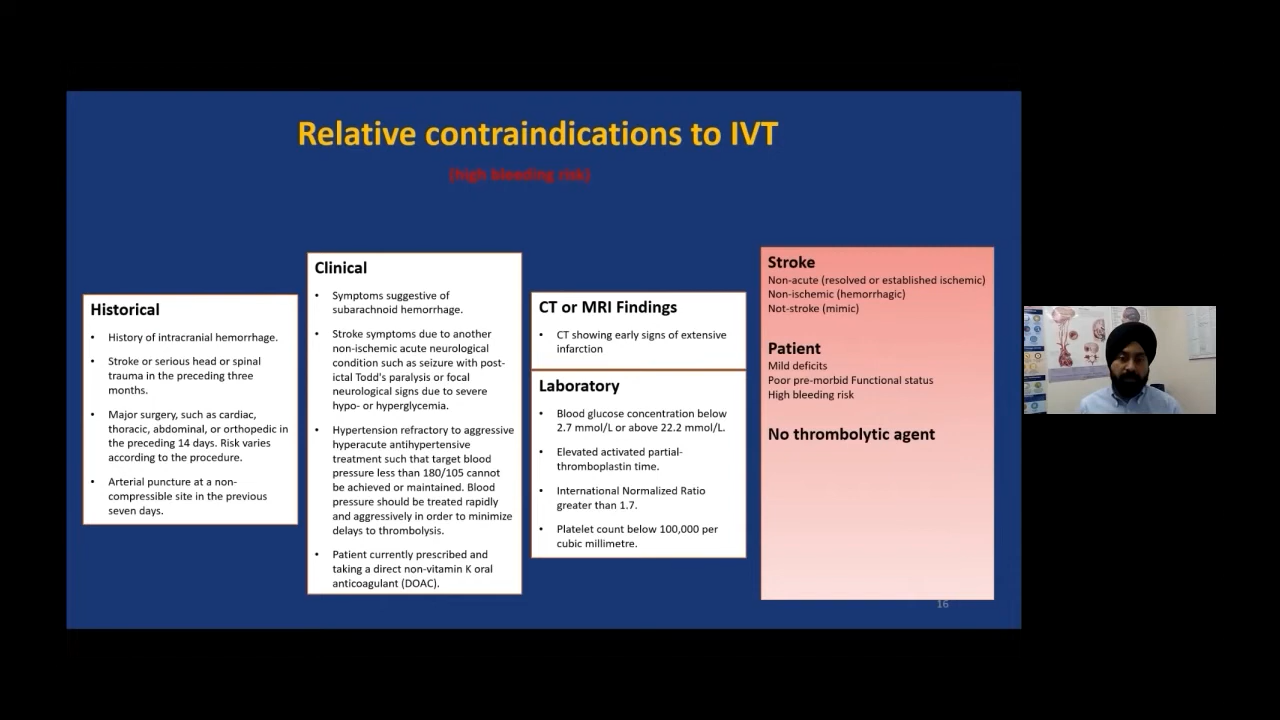 Relative contraindications to IVT
(high bleeding risk)
Historical
• History of intracranial hemorrhage.
• Stroke or serious head or spinal
trauma in the preceding three
months.
• Major surgery, such as cardiac,
thoracic, abdominal, or orthopedic in
the preceding 14 days. Risk varies
according to the procedure.
• Arterial puncture at a non-
compressible site in the previous
seven days.
Clinical
• Symptoms suggestive of
subarachnoid hemorrhage.
• Stroke symptoms due to another
non-ischemic acute neurological
condition such as seizure with post-
ictal Todd's paralysis or focal
neurological signs due to severe
hypo- or hyperglycemia.
• Hypertension refractory to aggressive
hyperacute antihypertensive
treatment such that target blood
pressure less than 180/105 cannot
be achieved or maintained. Blood
pressure should be treated rapidly
and aggressively in order to minimize
delays to thrombolysis.
• Patient currently prescribed and
taking a direct non-vitamin K oral
anticoagulant (DOAC).
CT or MRI Findings
• CT showing early signs of extensive
infarction
Laboratory
• Blood glucose concentration below
2.7 mmol/L or above 22.2 mmol/L.
• Elevated activated partial-
thromboplastin time.
• International Normalized Ratio
greater than 1.7.
• Platelet count below 100,000 per
cubic millimetre.
Stroke
Non-acute (resolved or established ischemic)
Non-ischemic (hemorrhagic)
Not-stroke (mimic)
Patient
Mild deficits
Poor pre-morbid Functional status
High bleeding risk
No thrombolytic agent
16